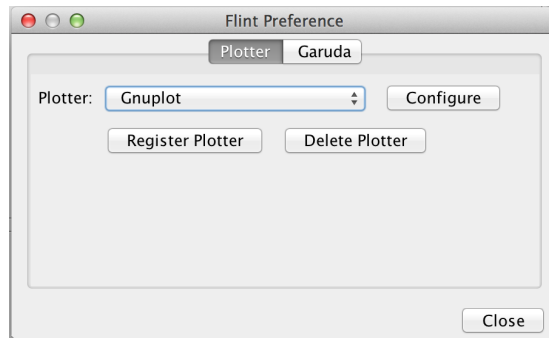 Flint Preference
Plotter Garuda
Plotter: Gnuplot Configure
Register Plotter Delete Plotter
Close